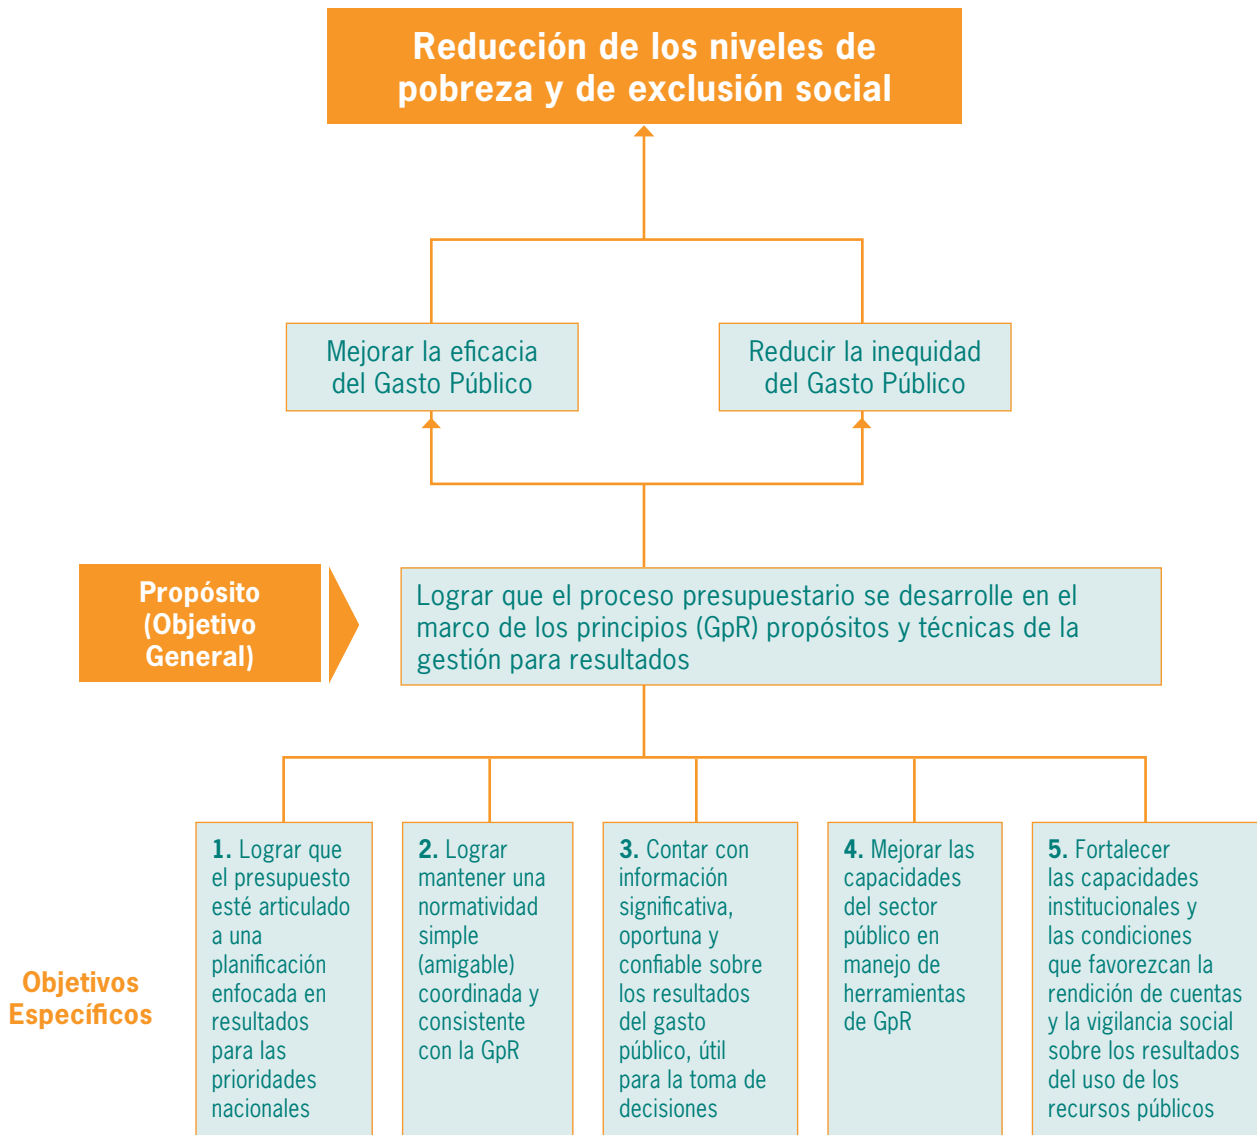 Reducción de los niveles de
pobreza y de exclusión social
Mejorar la eficacia
del Gasto Público
Reducir la inequidad
del Gasto Público
Propósito
(Objetivo
General)
Lograr que el proceso presupuestario se desarrolle en el
marco de los principios (GpR) propósitos y técnicas de la
gestión para resultados
Objetivos
Específicos
1. Lograr que
el presupuesto
esté articulado
a una
planificación
enfocada en
resultados
para las
prioridades
nacionales
2. Lograr
mantener una
normatividad
simple
(amigable)
coordinada y
consistente
con la GpR
3. Contar con
información
significativa,
oportuna y
confiable sobre
los resultados
del gasto
público, útil
para la toma de
decisiones
4. Mejorar las
capacidades
del sector
público en
manejo de
herramientas
de GpR
5. Fortalecer
las capacidades
institucionales y
las condiciones
que favorezcan la
rendición de cuentas
y la vigilancia social
sobre los resultados
del uso de los
recursos públicos